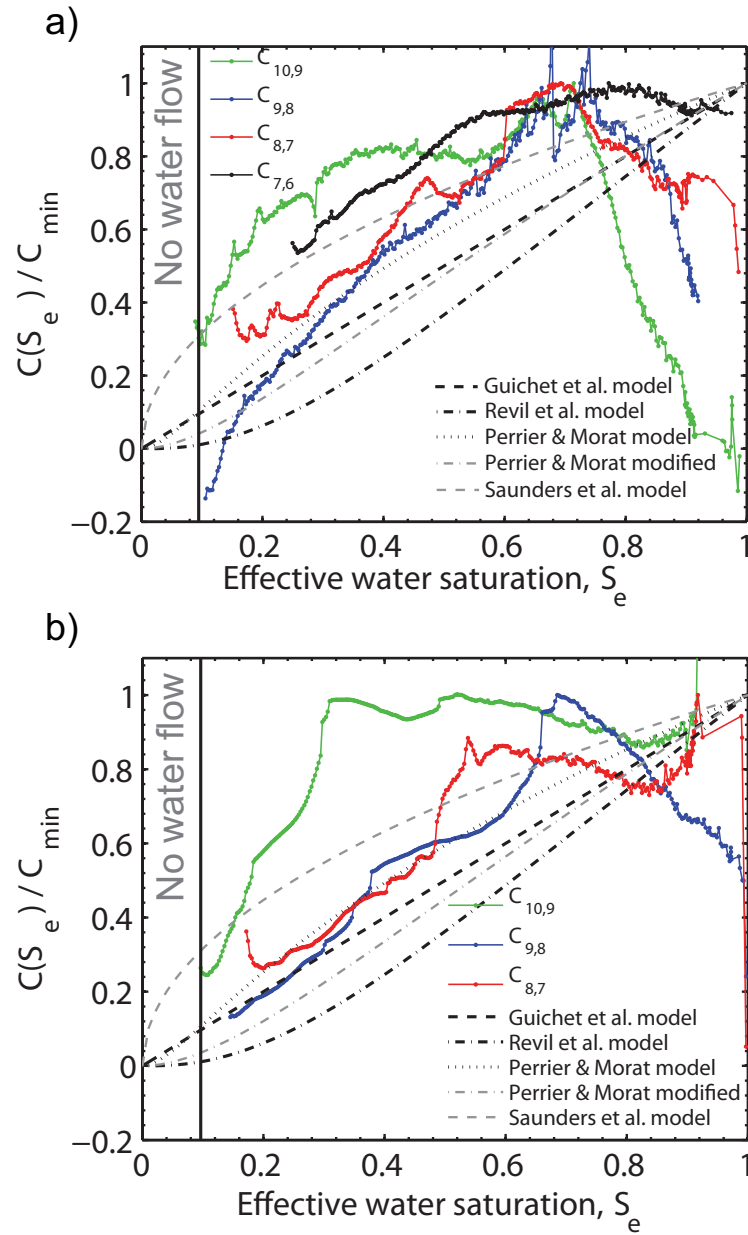 a)
No water flow
C10,9
C9,8
C8,7
C7,6
Guichet et al. model
Revil et al. model
Perrier & Morat model
Perrier & Morat modified
Saunders et al. model
C(Se) / Cmin
1
0.8
0.6
0.4
0.2
0
−0.2
0.2
0.4
0.6
0.8
1
Effective water saturation, Se
b)
No water flow
C10,9
C9,8
C8,7
Guichet et al. model
Revil et al. model
Perrier & Morat model
Perrier & Morat modified
Saunders et al. model
C(Se) / Cmin
1
0.8
0.6
0.4
0.2
0
−0.2
0
0.2
0.4
0.6
0.8
1
Effective water saturation, Se